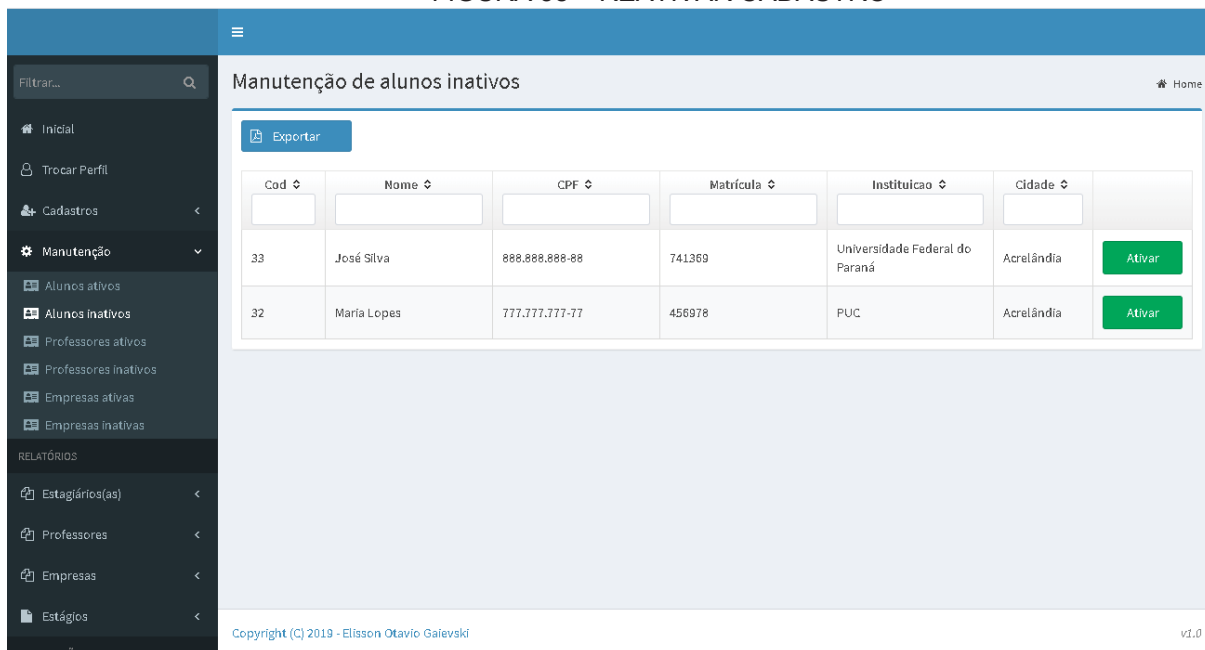 Manutenção de alunos inativos
Home
Filtrar...
Inicial
Trocar Perfil
Cadastros
Manutenção
Alunos ativos
Alunos inativos
Professores ativos
Professores inativos
Empresas ativas
Empresas inativas
RELATÓRIOS
Estagiários(as)
Professores
Empresas
Estágios
Exportar
Cod Nome CPF Matrícula Instituicao Cidade
33 José Silva 888.888.888-88 741369 Universidade Federal do Paraná Acrelândia Ativar
32 Maria Lopes 777.777.777-77 456978 PUC Acrelândia Ativar
Copyright (C) 2019 - Elisson Otavio Gaievski
v1.0